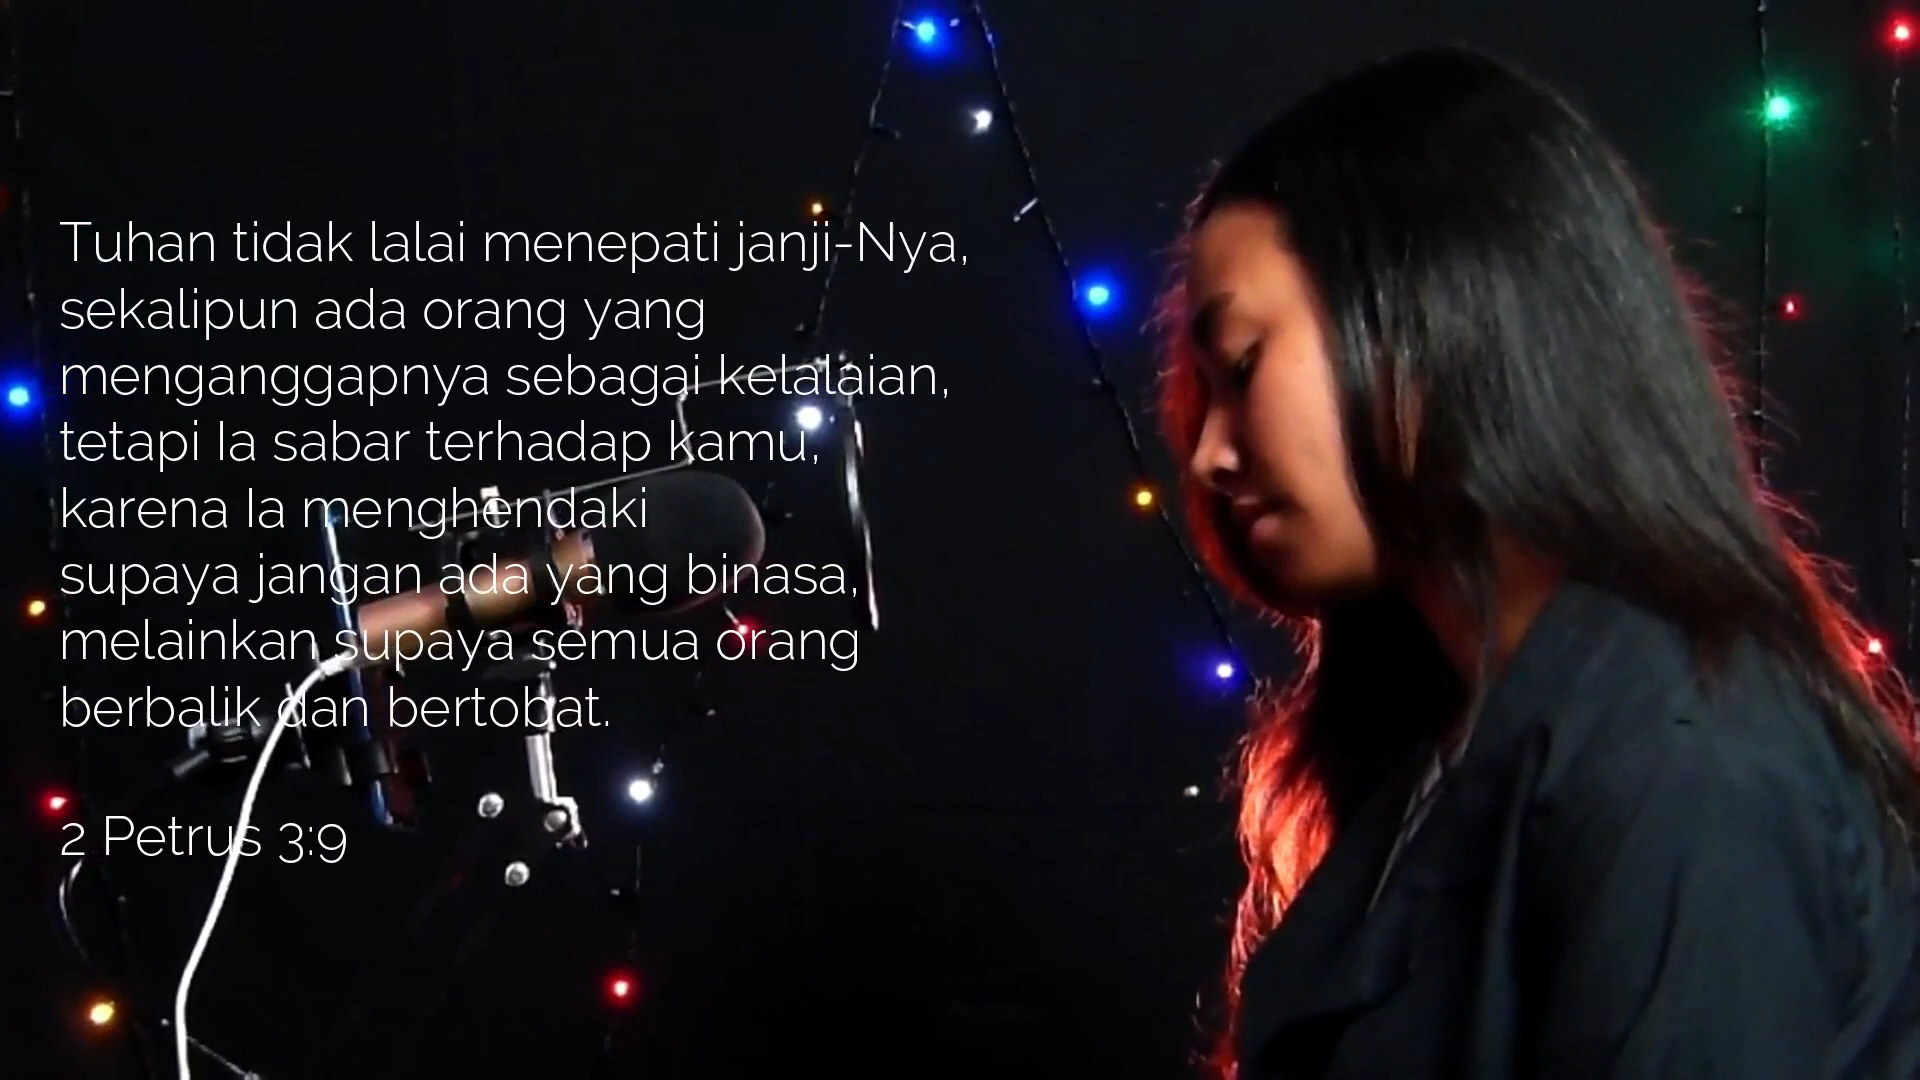 Tuhan tidak lalai menepati janji-Nya,
sekalipun ada orang yang
menganggapnya sebagai kelalaian,
tetapi Ia sabar terhadap kamu,
karena Ia menghendaki
supaya jangan ada yang binasa,
melainkan supaya semua orang
berbalik dan bertobat.
2 Petrus 3:9